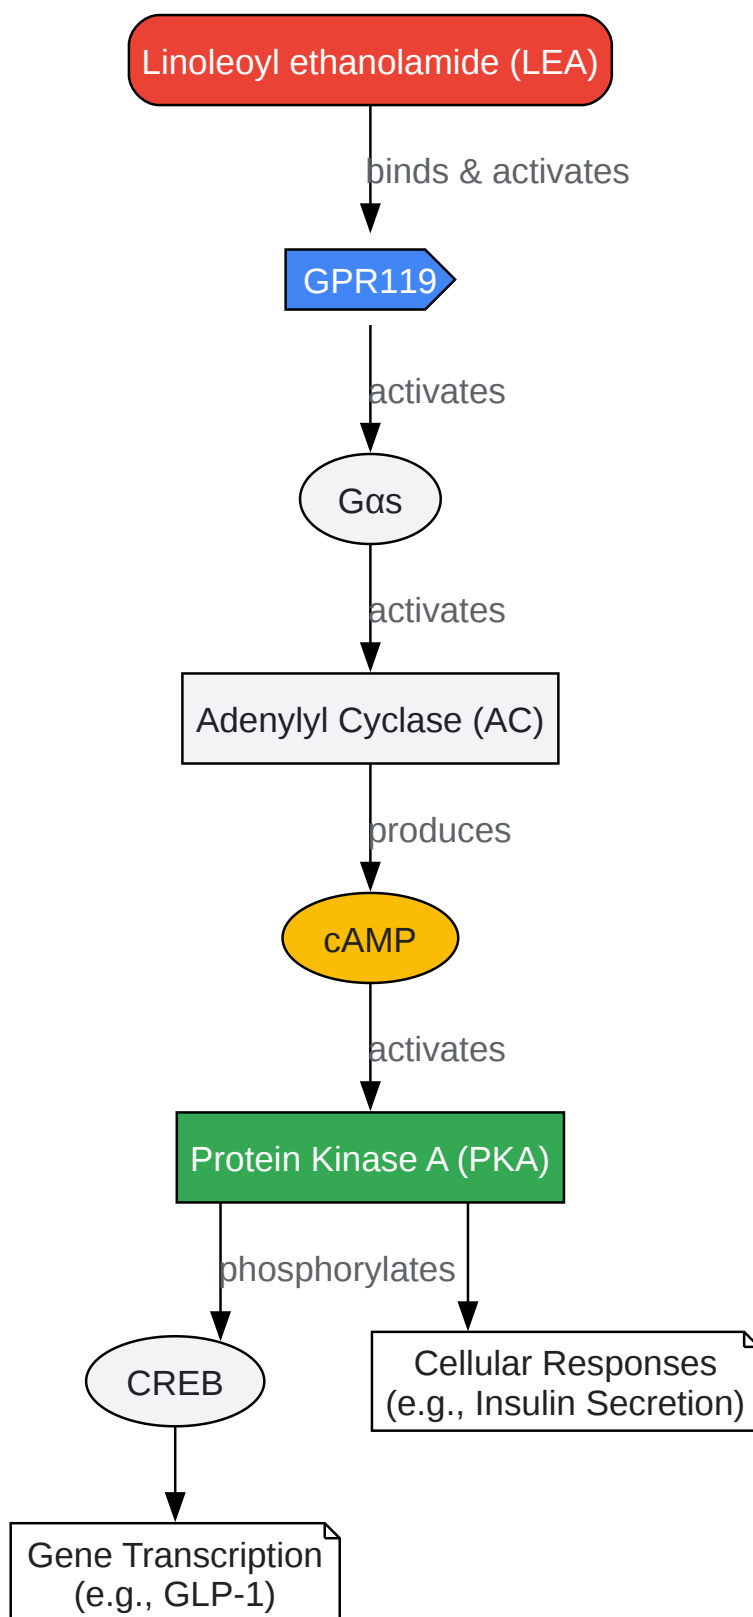 Linoleoyl ethanolamide (LEA)
binds & activates
GPR119
activates
Gαs
activates
Adenylyl Cyclase (AC)
produces
cAMP
activates
Protein Kinase A (PKA)
phosphorylates
CREB
Cellular Responses
(e.g., Insulin Secretion)
Gene Transcription
(e.g., GLP-1)